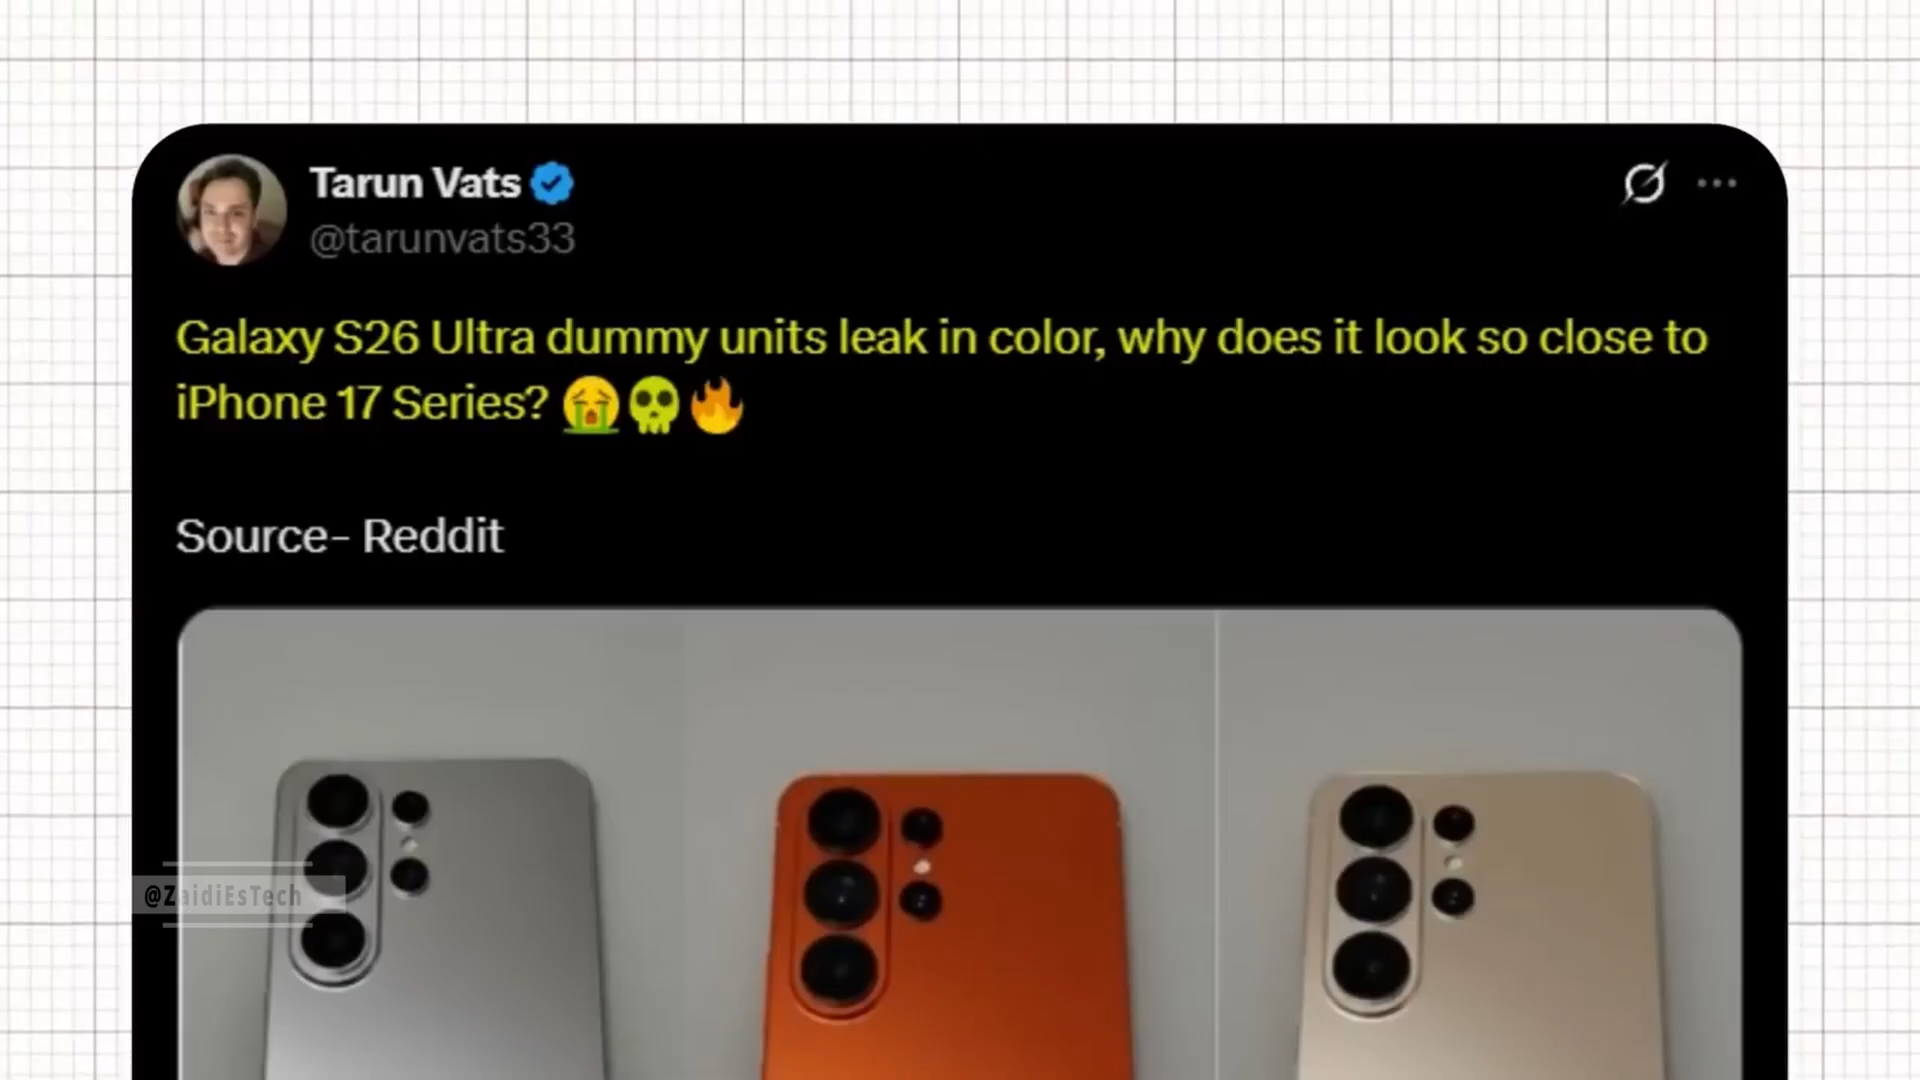 Tarun Vats
@tarunvats33
Galaxy S26 Ultra dummy units leak in color, why does it look so close to
iPhone 17 Series? 😭💀🔥
Source- Reddit
@ZaidiEsTech